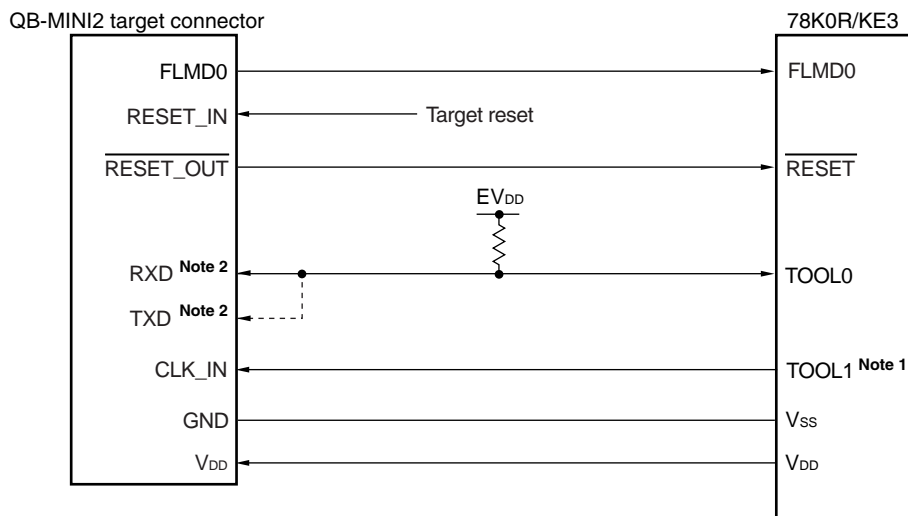 QB-MINI2 target connector 78K0R/KE3
FLMD0 FLMD0
RESET_IN Target reset
RESET_OUT RESET
EVDD
RXD Note 2 TOOL0
TXD Note 2
CLK_IN TOOL1 Note 1
GND VSS
VDD VDD